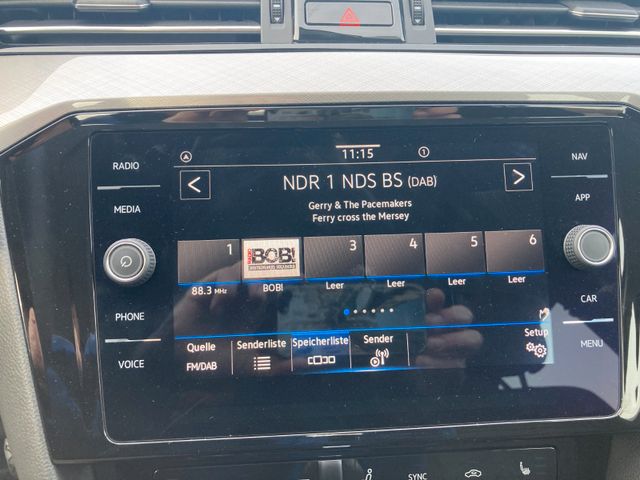 11:15
1
RADIO
MEDIA
PHONE
VOICE
NAV
APP
CAR
MENU
NDR 1 NDS BS (DAB)
Gerry & The Pacemakers
Ferry cross the Mersey
1 BOB! 3 4 5 6
88.3 MHz BOB! Leer Leer Leer Leer
Quelle Senderliste Speicherliste Sender Setup
FM/DAB
SYNC